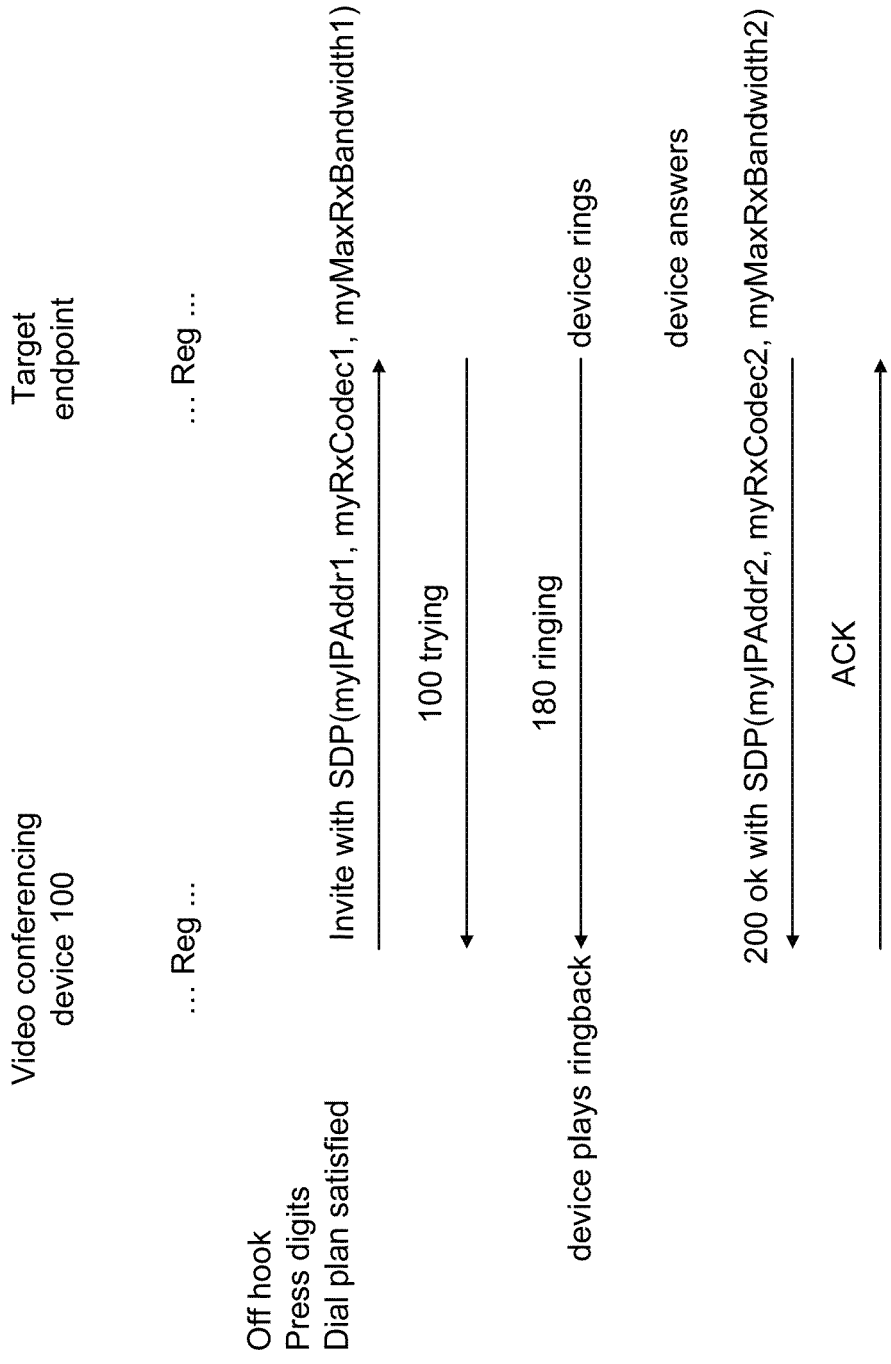 Video conferencing
device 100
Target
endpoint
... Reg ...
... Reg ...
Off hook
Press digits
Dial plan satisfied
Invite with SDP(myIPAddr1, myRxCodec1, myMaxRxBandwidth1)
100 trying
180 ringing
device plays ringback
device rings
device answers
200 ok with SDP(myIPAddr2, myRxCodec2, myMaxRxBandwidth2)
ACK